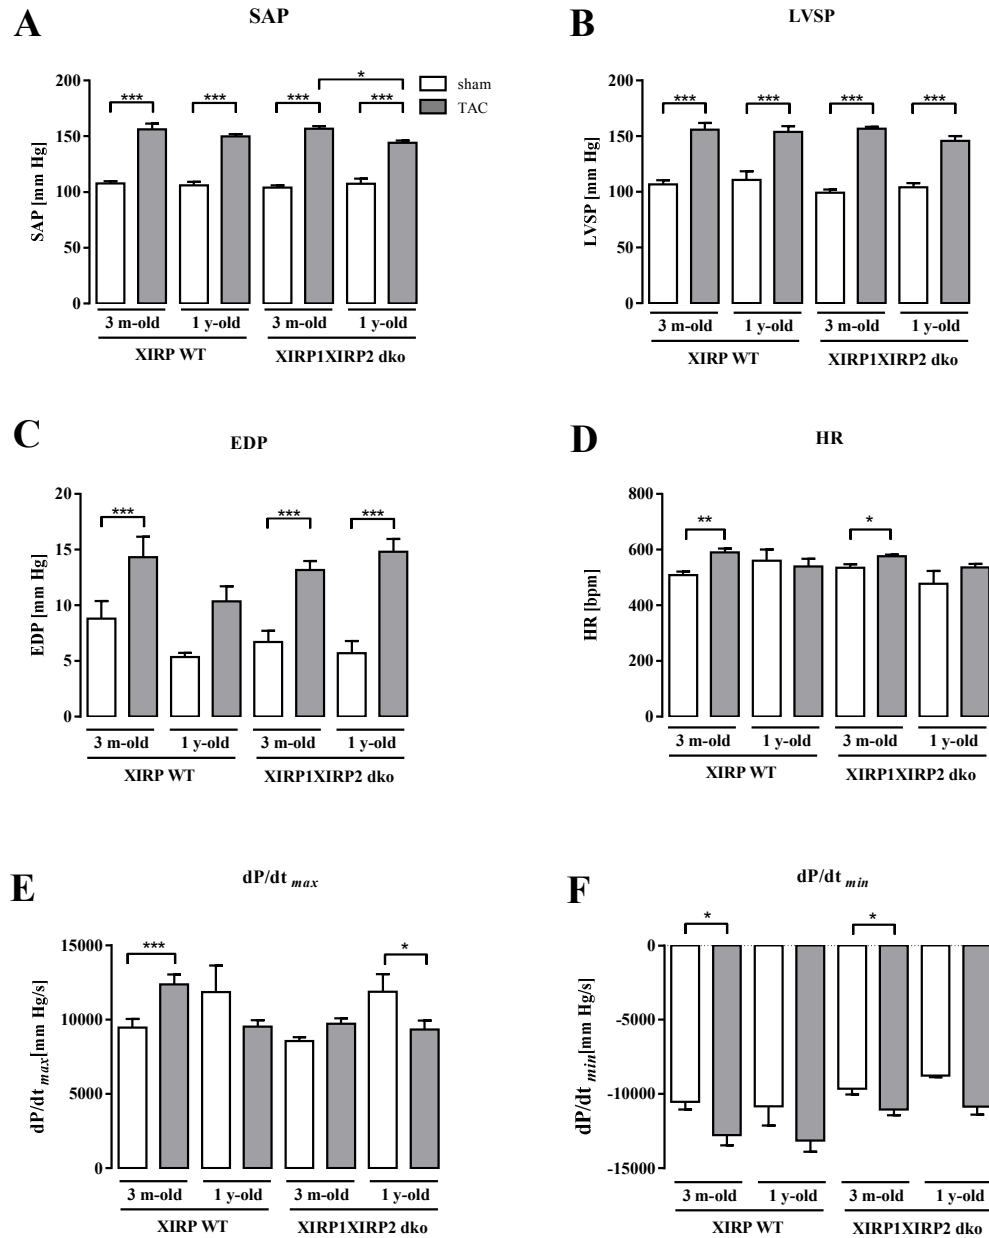 A
SAP
SAP [mm Hg]
200
150
100
50
0
***
***
***
***
*
sham
TAC
3 m-old
1 y-old
3 m-old
1 y-old
XIRP WT
XIRP1XIRP2 dko
B
LVSP
LVSP [mm Hg]
200
150
100
50
0
***
***
***
***
3 m-old
1 y-old
3 m-old
1 y-old
XIRP WT
XIRP1XIRP2 dko
C
EDP
EDP [mm Hg]
20
15
10
5
0
***
***
***
3 m-old
1 y-old
3 m-old
1 y-old
XIRP WT
XIRP1XIRP2 dko
D
HR
HR [bpm]
800
600
400
200
0
**
*
3 m-old
1 y-old
3 m-old
1 y-old
XIRP WT
XIRP1XIRP2 dko
E
dP/dt max
dP/dt max[mm Hg/s]
15000
10000
5000
0
***
*
3 m-old
1 y-old
3 m-old
1 y-old
XIRP WT
XIRP1XIRP2 dko
F
dP/dt min
dP/dt min[mm Hg/s]
0
-5000
-10000
-15000
*
*
3 m-old
1 y-old
3 m-old
1 y-old
XIRP WT
XIRP1XIRP2 dko